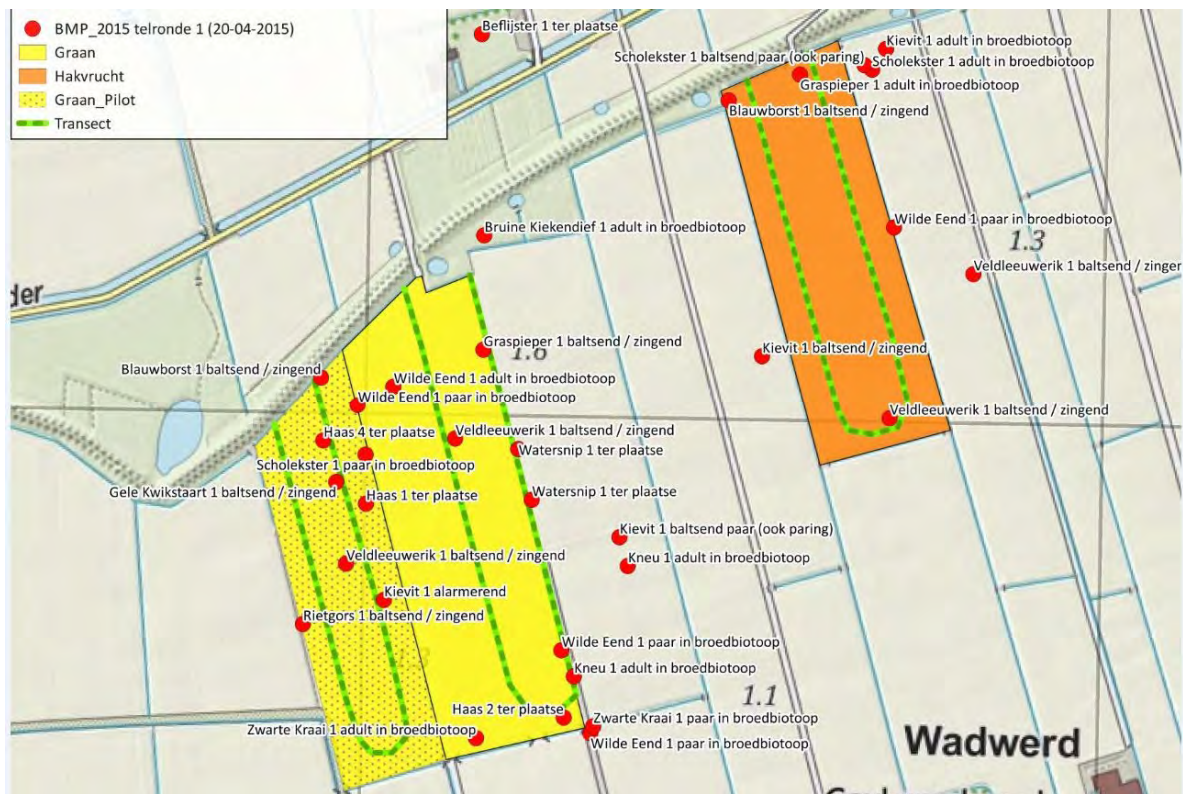 BMP_2015 telronde 1 (20-04-2015)
Graan
Hakvrucht
Graan_Pilot
Transect
Beflijster 1 ter plaatse
Kievit 1 adult in broedbiotoop
Scholekster 1 baltsend paar (ook paring)
Scholekster 1 adult in broedbiotoop
Graspieper 1 adult in broedbiotoop
Blauwborst 1 baltsend / zingend
Wilde Eend 1 paar in broedbiotoop
Bruine Kiekendief 1 adult in broedbiotoop
1.3
Veldleeuwerik 1 baltsend / zingen
der
Graspieper 1 baltsend / zingend
1.6
Kievit 1 baltsend / zingend
Blauwborst 1 baltsend / zingend
Wilde Eend 1 adult in broedbiotoop
Wilde Eend 1 paar in broedbiotoop
Veldleeuwerik 1 baltsend / zingend
Haas 4 ter plaatse
Veldleeuwerik 1 baltsend / zingend
Watersnip 1 ter plaatse
Scholekster 1 paar in broedbiotoop
Gele Kwikstaart 1 baltsend / zingend
Haas 1 ter plaatse
Watersnip 1 ter plaatse
Kievit 1 baltsend paar (ook paring)
Veldleeuwerik 1 baltsend / zingend
Kneu 1 adult in broedbiotoop
Kievit 1 alarmerend
Rietgors 1 baltsend / zingend
Wilde Eend 1 paar in broedbiotoop
Kneu 1 adult in broedbiotoop
1.1
Haas 2 ter plaatse
Zwarte Kraai 1 paar in broedbiotoop
Zwarte Kraai 1 adult in broedbiotoop
Wilde Eend 1 paar in broedbiotoop
Wadwerd